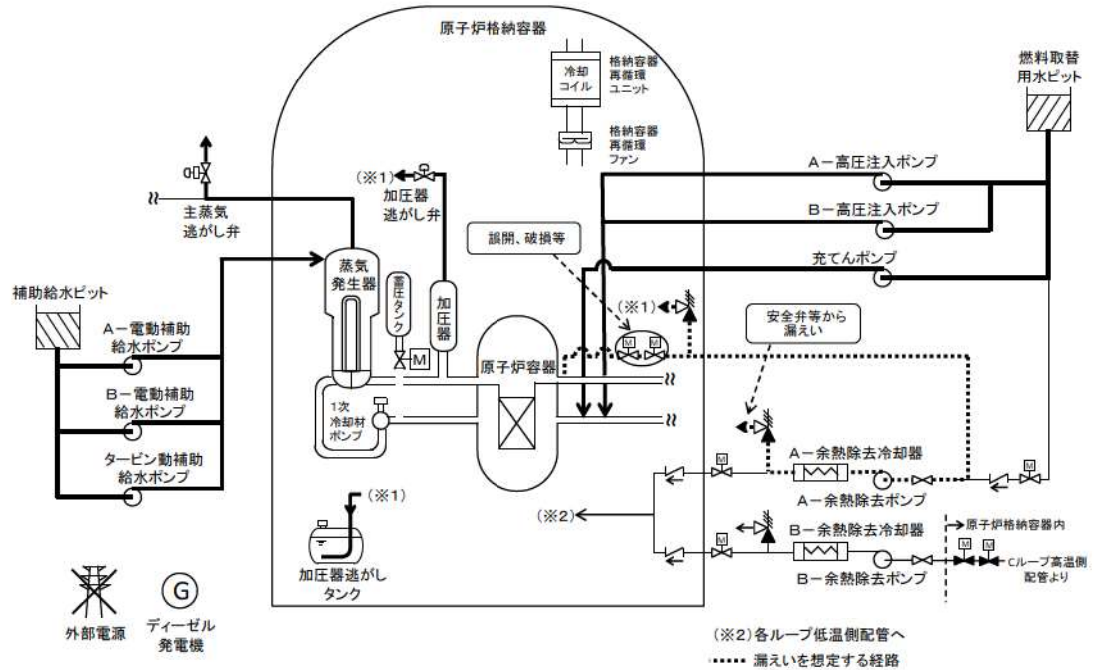 原子炉格納容器
冷却
コイル
格納容器
再循環
ユニット
格納容器
再循環
ファン
燃料取替
用水ピット
A-高圧注入ポンプ
B-高圧注入ポンプ
充てんポンプ
主蒸気
逃がし弁
(※1)
加圧器
逃がし弁
誤開、破損等
蒸気
発生器
蓄圧タンク
加圧器
(※1)
M
M
M
原子炉容器
安全弁等から
漏えい
補助給水ピット
A-電動補助
給水ポンプ
B-電動補助
給水ポンプ
タービン動補助
給水ポンプ
1次
冷却材
ポンプ
M
A-余熱除去冷却器
M
A-余熱除去ポンプ
(※1)
(※2)
M
B-余熱除去冷却器
B-余熱除去ポンプ
原子炉格納容器内
M
M
Cループ高温側
配管より
加圧器逃がし
タンク
外部電源
G
ディーゼル
発電機
(※2)各ループ低温側配管へ
漏えいを想定する経路